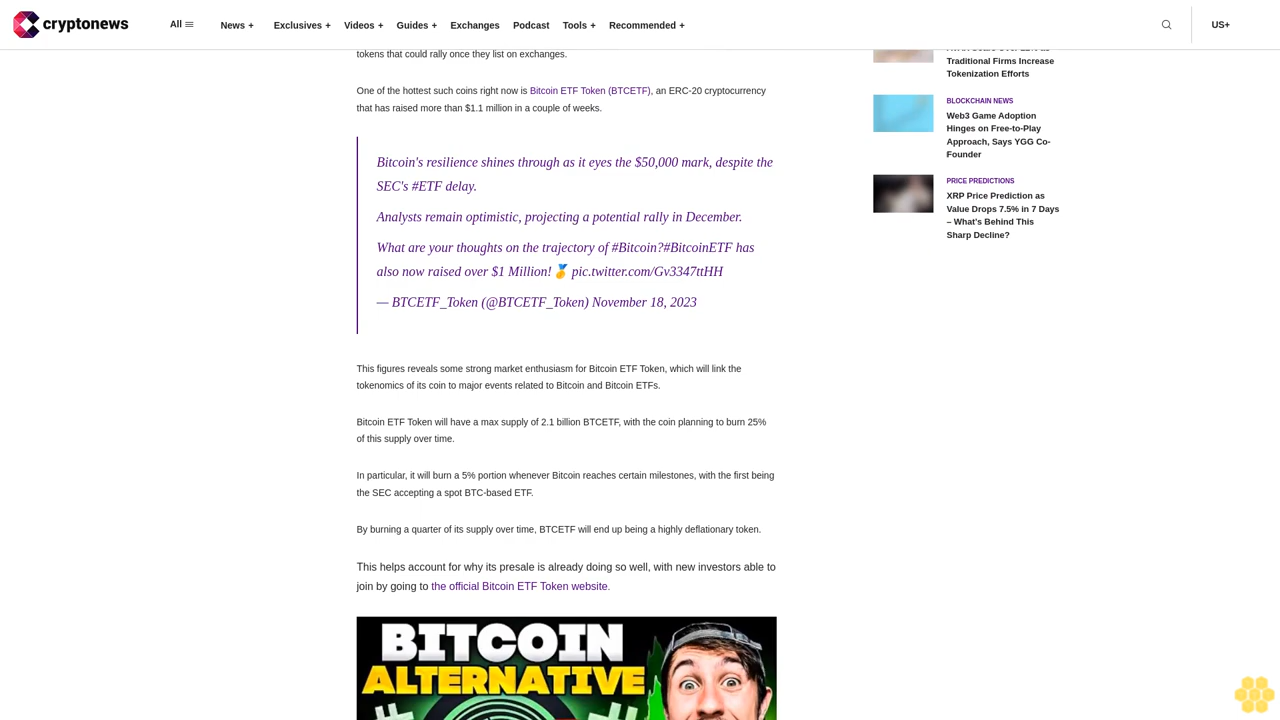 cryptonews
All
News +
Exclusives +
Videos +
Guides +
Exchanges
Podcast
Tools +
Recommended +
US+
tokens that could rally once they list on exchanges.
One of the hottest such coins right now is Bitcoin ETF Token (BTCETF), an ERC-20 cryptocurrency
that has raised more than $1.1 million in a couple of weeks.
Bitcoin's resilience shines through as it eyes the $50,000 mark, despite the
SEC's #ETF delay.
Analysts remain optimistic, projecting a potential rally in December.
What are your thoughts on the trajectory of #Bitcoin?#BitcoinETF has
also now raised over $1 Million!🥇 pic.twitter.com/Gv3347ttHH
— BTCETF_Token (@BTCETF_Token) November 18, 2023
This figures reveals some strong market enthusiasm for Bitcoin ETF Token, which will link the
tokenomics of its coin to major events related to Bitcoin and Bitcoin ETFs.
Bitcoin ETF Token will have a max supply of 2.1 billion BTCETF, with the coin planning to burn 25%
of this supply over time.
In particular, it will burn a 5% portion whenever Bitcoin reaches certain milestones, with the first being
the SEC accepting a spot BTC-based ETF.
By burning a quarter of its supply over time, BTCETF will end up being a highly deflationary token.
This helps account for why its presale is already doing so well, with new investors able to
join by going to the official Bitcoin ETF Token website.
BITCOIN
ALTERNATIVE
Traditional Firms Increase
Tokenization Efforts
BLOCKCHAIN NEWS
Web3 Game Adoption
Hinges on Free-to-Play
Approach, Says YGG Co-
Founder
PRICE PREDICTIONS
XRP Price Prediction as
Value Drops 7.5% in 7 Days
– What's Behind This
Sharp Decline?